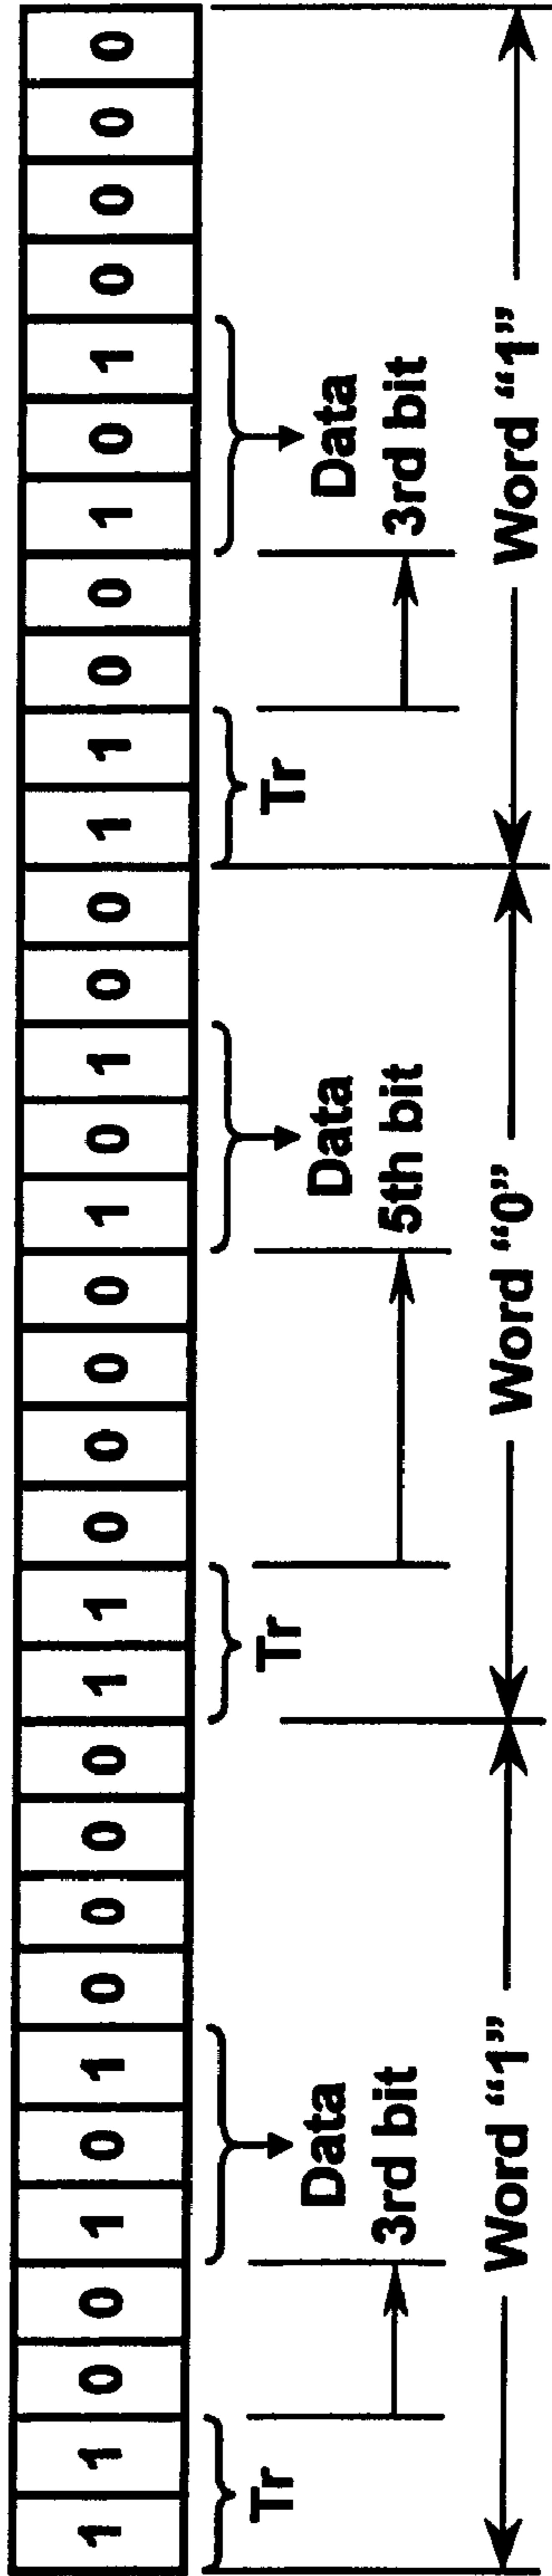 1 1 0 0 1 0 1 0 0 0 0 1 1 0 0 0 0 1 0 1 0 0 1 1 0 0 1 0 1 0 0 0 0
Tr Tr Tr
Data Data Data
3rd bit 5th bit 3rd bit
Word “1” Word “0” Word “1”